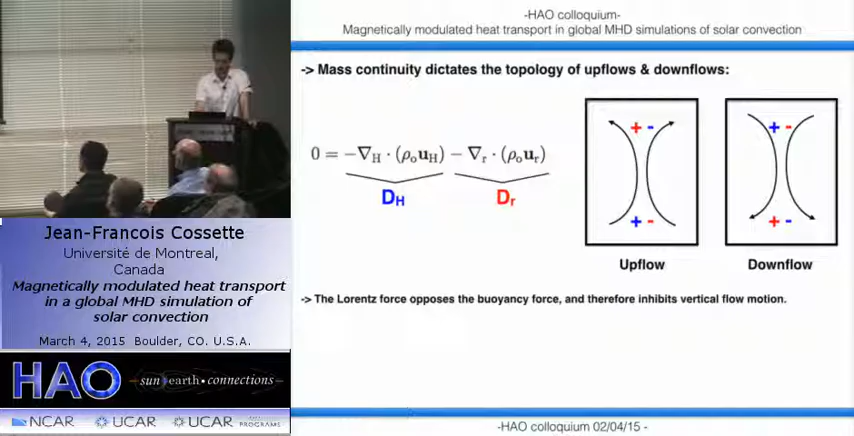 -HAO colloquium-
Magnetically modulated heat transport in global MHD simulations of solar convection
-> Mass continuity dictates the topology of upflows & downflows:
0 = −∇H · (ρouH) − ∇r · (ρour)
DH Dr
+ - + -
+ - + -
Upflow Downflow
-> The Lorentz force opposes the buoyancy force, and therefore inhibits vertical flow motion.
-HAO colloquium 02/04/15 -
Jean-Francois Cossette
Université de Montreal,
Canada
Magnetically modulated heat transport
in a global MHD simulation of
solar convection
March 4, 2015 Boulder, CO. U.S.A.
HAO sun earth connections
NCAR UCAR UCAR PROGRAMS